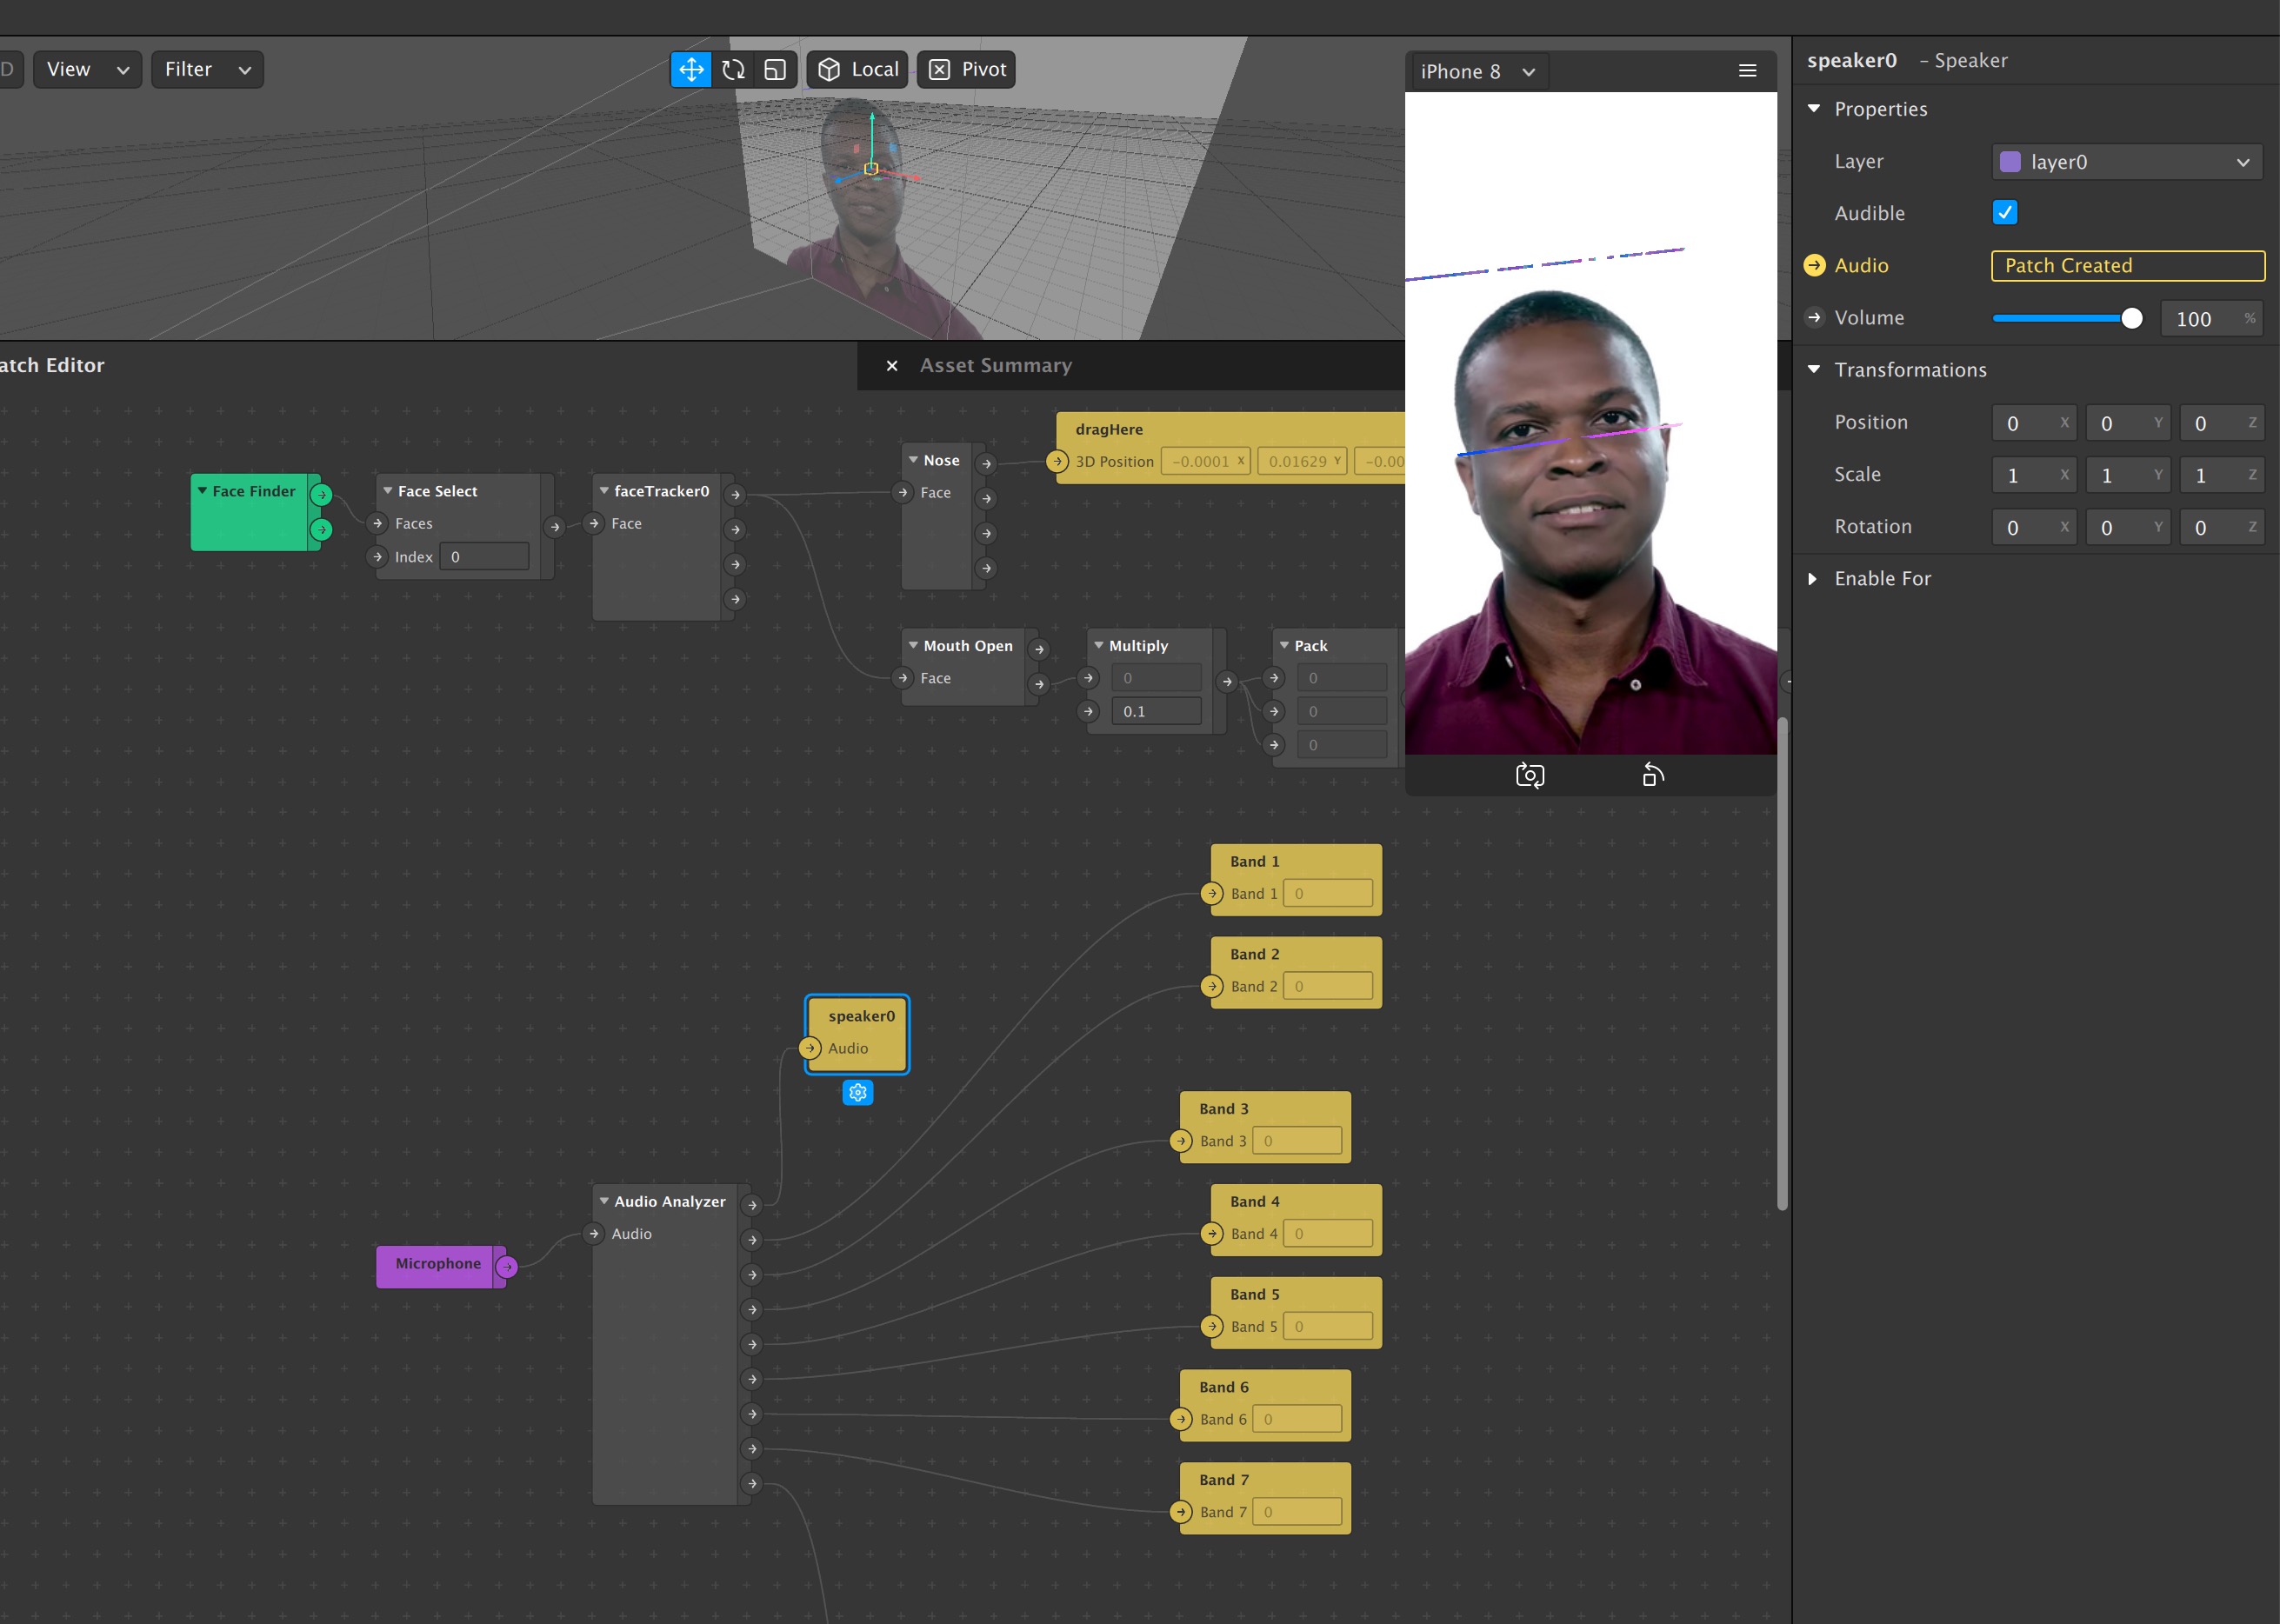 D View Filter Local Pivot iPhone 8
speaker0 – Speaker
Properties
Layer layer0
Audible
Audio Patch Created
Volume 100 %
Transformations
Position 0 X 0 Y 0 Z
Scale 1 X 1 Y 1 Z
Rotation 0 X 0 Y 0 Z
Enable For
atch Editor
Asset Summary
Face Finder
Face Select
Faces
Index 0
faceTracker0
Face
Nose
Face
dragHere
3D Position -0.0001 X 0.01629 Y -0.00
Mouth Open
Face
Multiply
0
0.1
Pack
0
0
0
Band 1
Band 1 0
Band 2
Band 2 0
speaker0
Audio
Band 3
Band 3 0
Audio Analyzer
Audio
Microphone
Band 4
Band 4 0
Band 5
Band 5 0
Band 6
Band 6 0
Band 7
Band 7 0